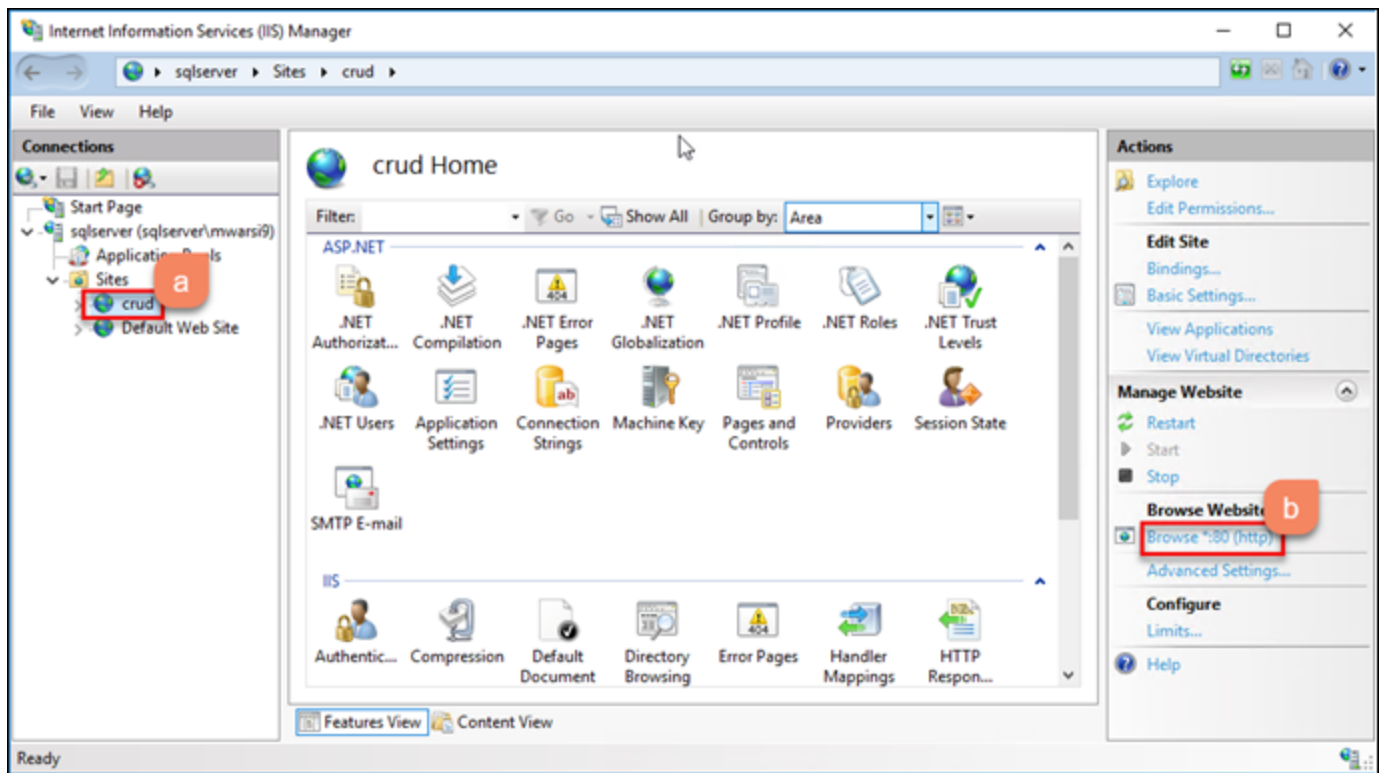 Internet Information Services (IIS) Manager
sqlserver Sites crud
File View Help
Connections
Start Page
sqlserver (sqlserver\mwarsi9)
Application
Sites
crud
Default Web Site
a
crud Home
Filter: Go Show All Group by: Area
ASP.NET
.NET Authorizat...
.NET Compilation
.NET Error Pages
.NET Globalization
.NET Profile
.NET Roles
.NET Trust Levels
.NET Users
Application Settings
Connection Strings
Machine Key
Pages and Controls
Providers
Session State
SMTP E-mail
IIS
Authentic...
Compression
Default Document
Directory Browsing
Error Pages
Handler Mappings
HTTP Respon...
Features View Content View
Actions
Explore
Edit Permissions...
Edit Site
Bindings...
Basic Settings...
View Applications
View Virtual Directories
Manage Website
Restart
Start
Stop
Browse Website
b
Browse *:80 (http)
Advanced Settings...
Configure
Limits...
Help
Ready